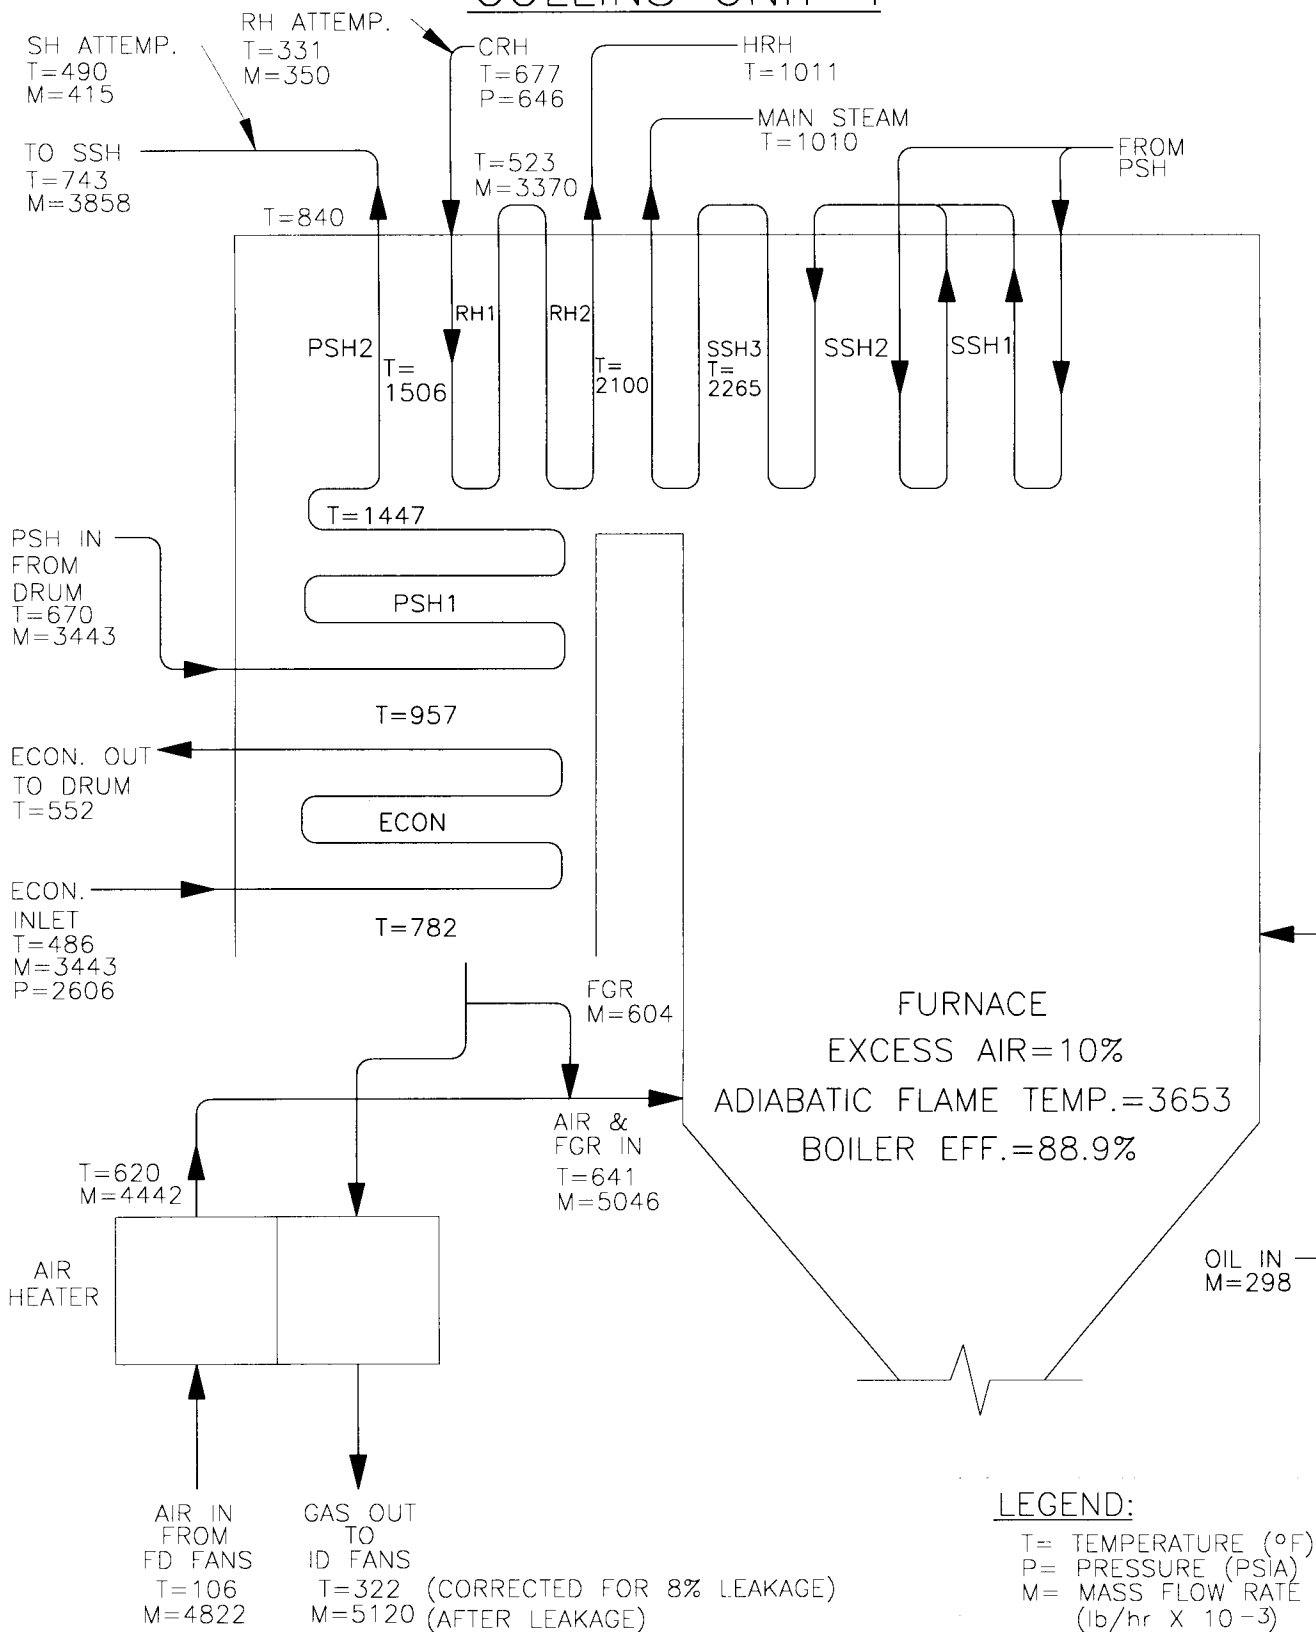 RH ATTEMP.
T=331
M=350
SH ATTEMP.
T=490
M=415
CRH
T=677
P=646
HRH
T=1011
MAIN STEAM
T=1010
TO SSH
T=743
M=3858
T=523
M=3370
FROM
PSH
T=840
RH1
RH2
PSH2
T=
1506
T=
2100
SSH3
T=
2265
SSH2
SSH1
T=1447
PSH IN
FROM
DRUM
T=670
M=3443
PSH1
T=957
ECON. OUT
TO DRUM
T=552
ECON
ECON.
INLET
T=486
M=3443
P=2606
T=782
FGR
M=604
FURNACE
EXCESS AIR=10%
ADIABATIC FLAME TEMP.=3653
BOILER EFF.=88.9%
AIR &
FGR IN
T=641
M=5046
T=620
M=4442
AIR
HEATER
OIL IN
M=298
AIR IN
FROM
FD FANS
T=106
M=4822
GAS OUT
TO
ID FANS
T=322 (CORRECTED FOR 8% LEAKAGE)
M=5120 (AFTER LEAKAGE)
LEGEND:
T= TEMPERATURE (°F)
P= PRESSURE (PSIA)
M= MASS FLOW RATE
(lb/hr X 10-3)